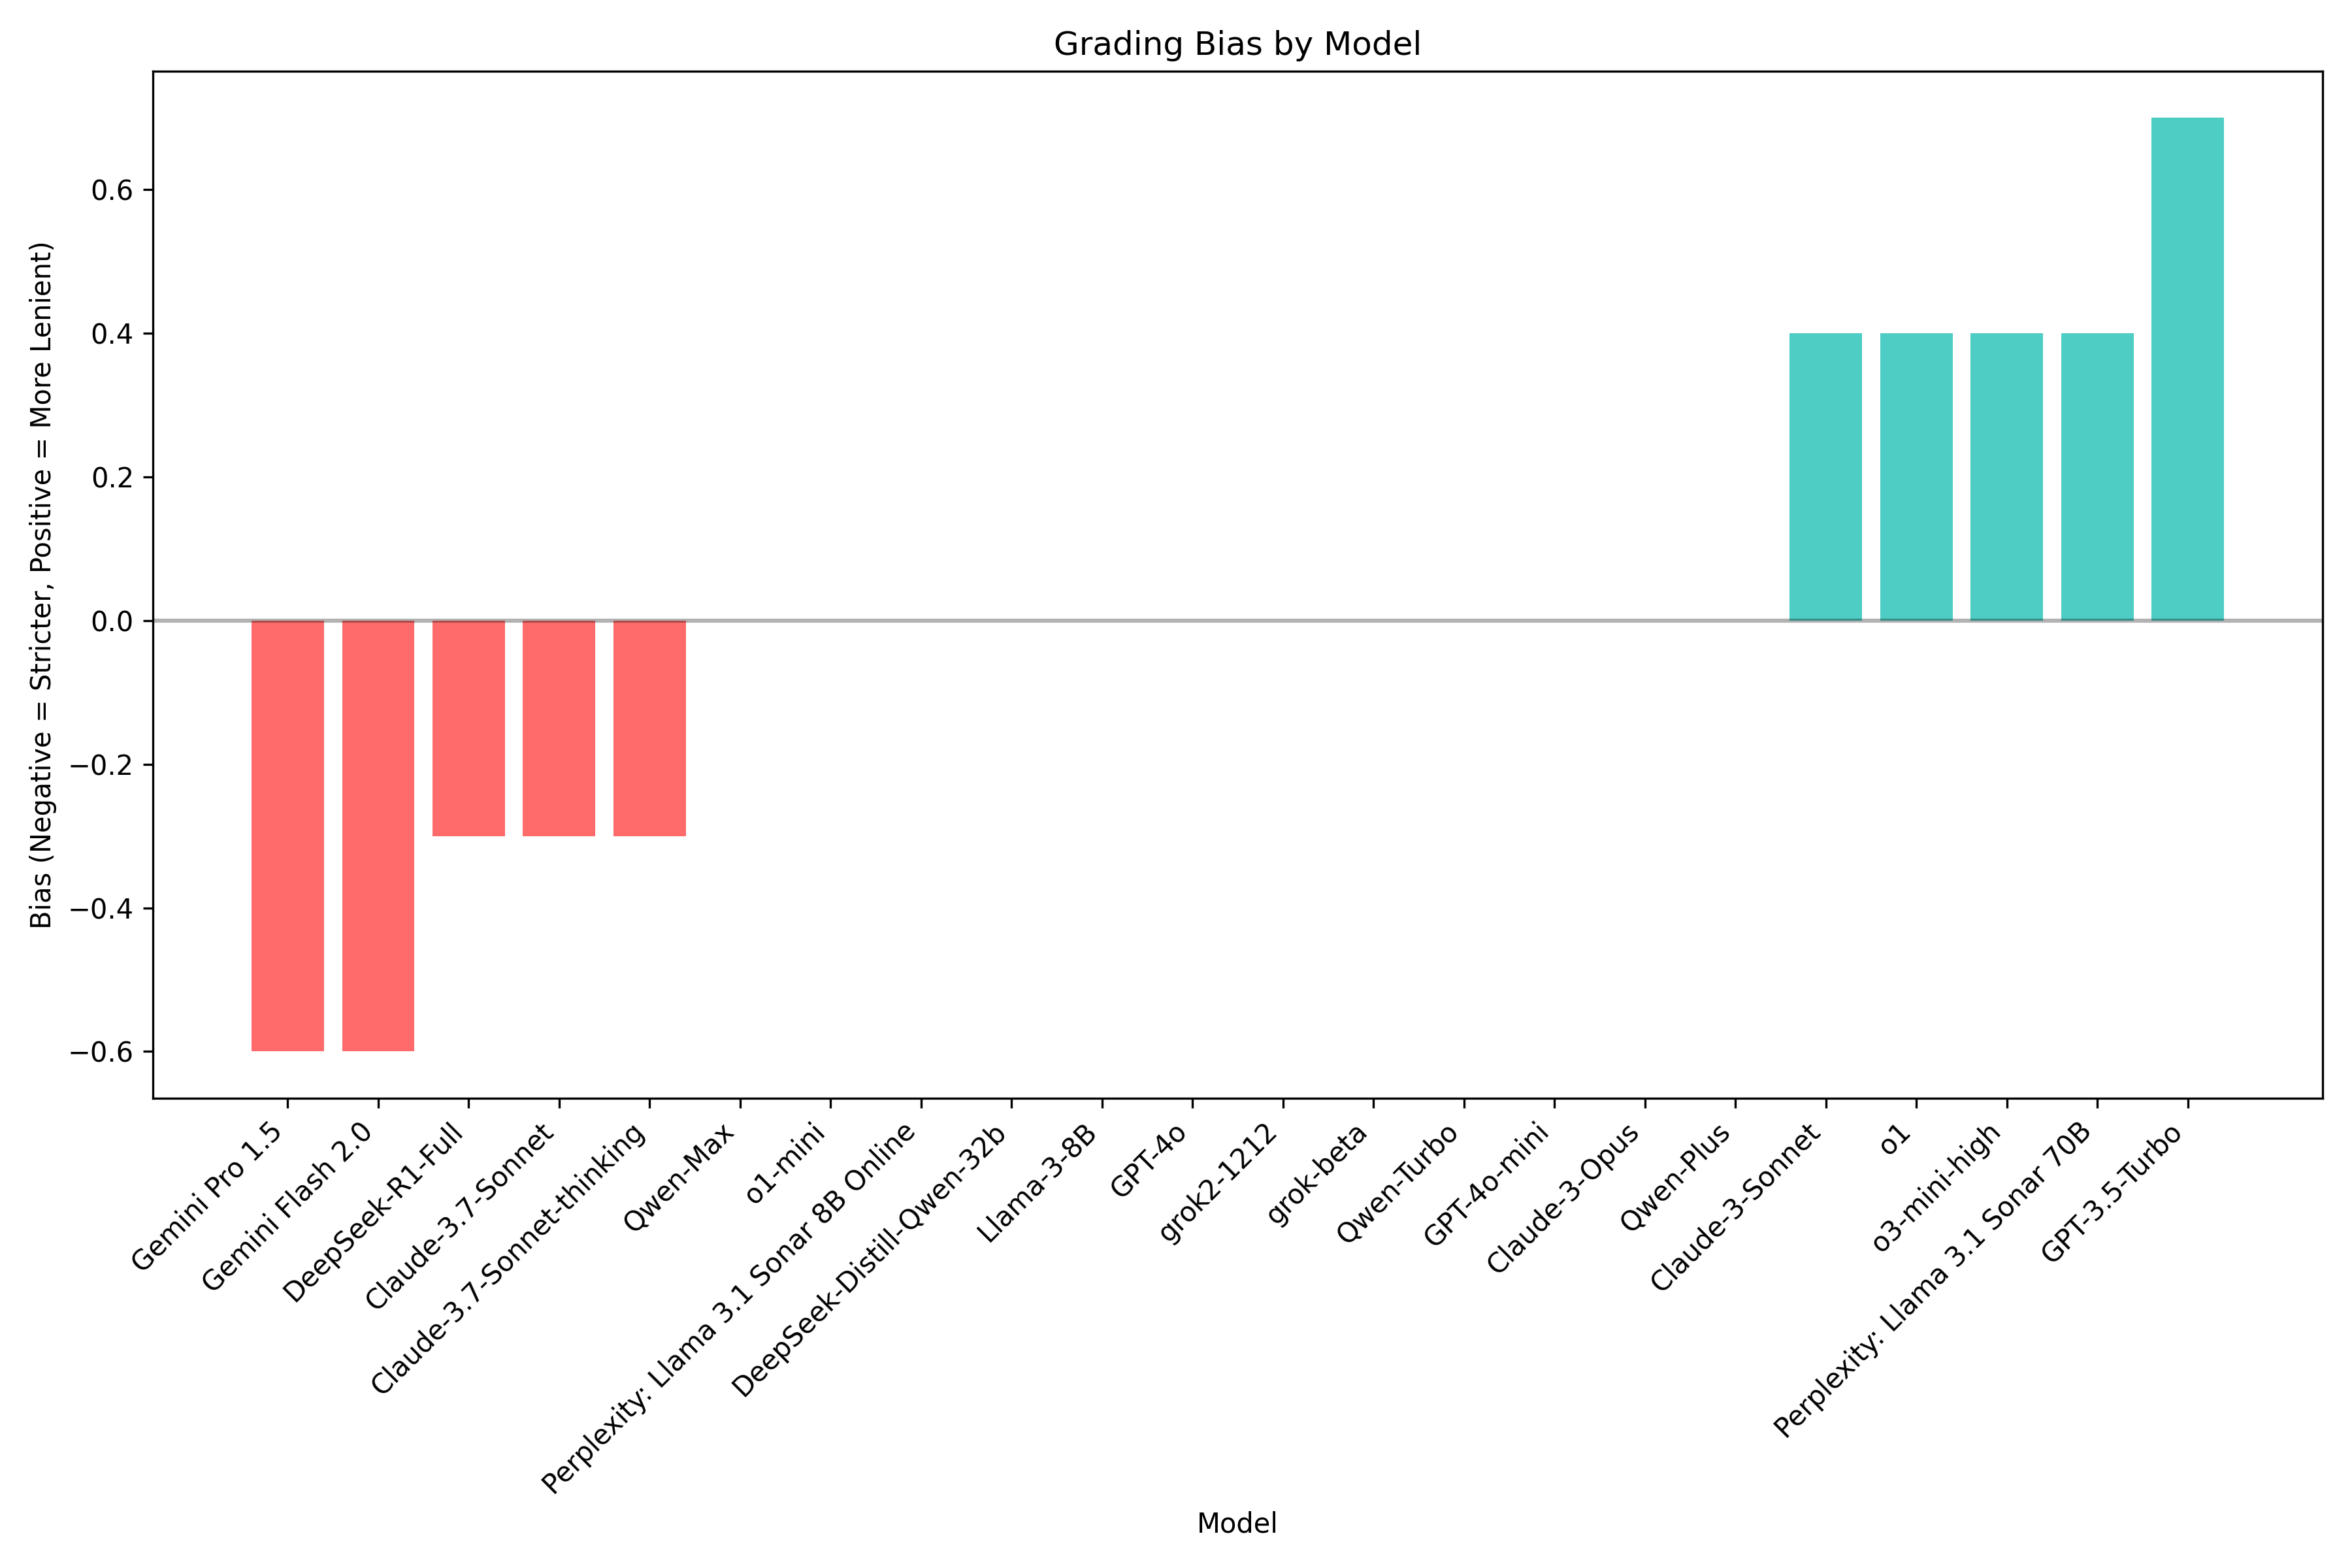 Grading Bias by Model
Bias (Negative = Stricter, Positive = More Lenient)
0.6
0.4
0.2
0.0
−0.2
−0.4
−0.6
Gemini Pro 1.5
Gemini Flash 2.0
DeepSeek-R1-Full
Claude-3.7-Sonnet
Claude-3.7-Sonnet-thinking
Qwen-Max
o1-mini
Perplexity: Llama 3.1 Sonar 8B Online
DeepSeek-Distill-Qwen-32b
Llama-3-8B
GPT-4o
grok2-1212
grok-beta
Qwen-Turbo
GPT-4o-mini
Claude-3-Opus
Qwen-Plus
Claude-3-Sonnet
o1
o3-mini-high
Perplexity: Llama 3.1 Sonar 70B
GPT-3.5-Turbo
Model